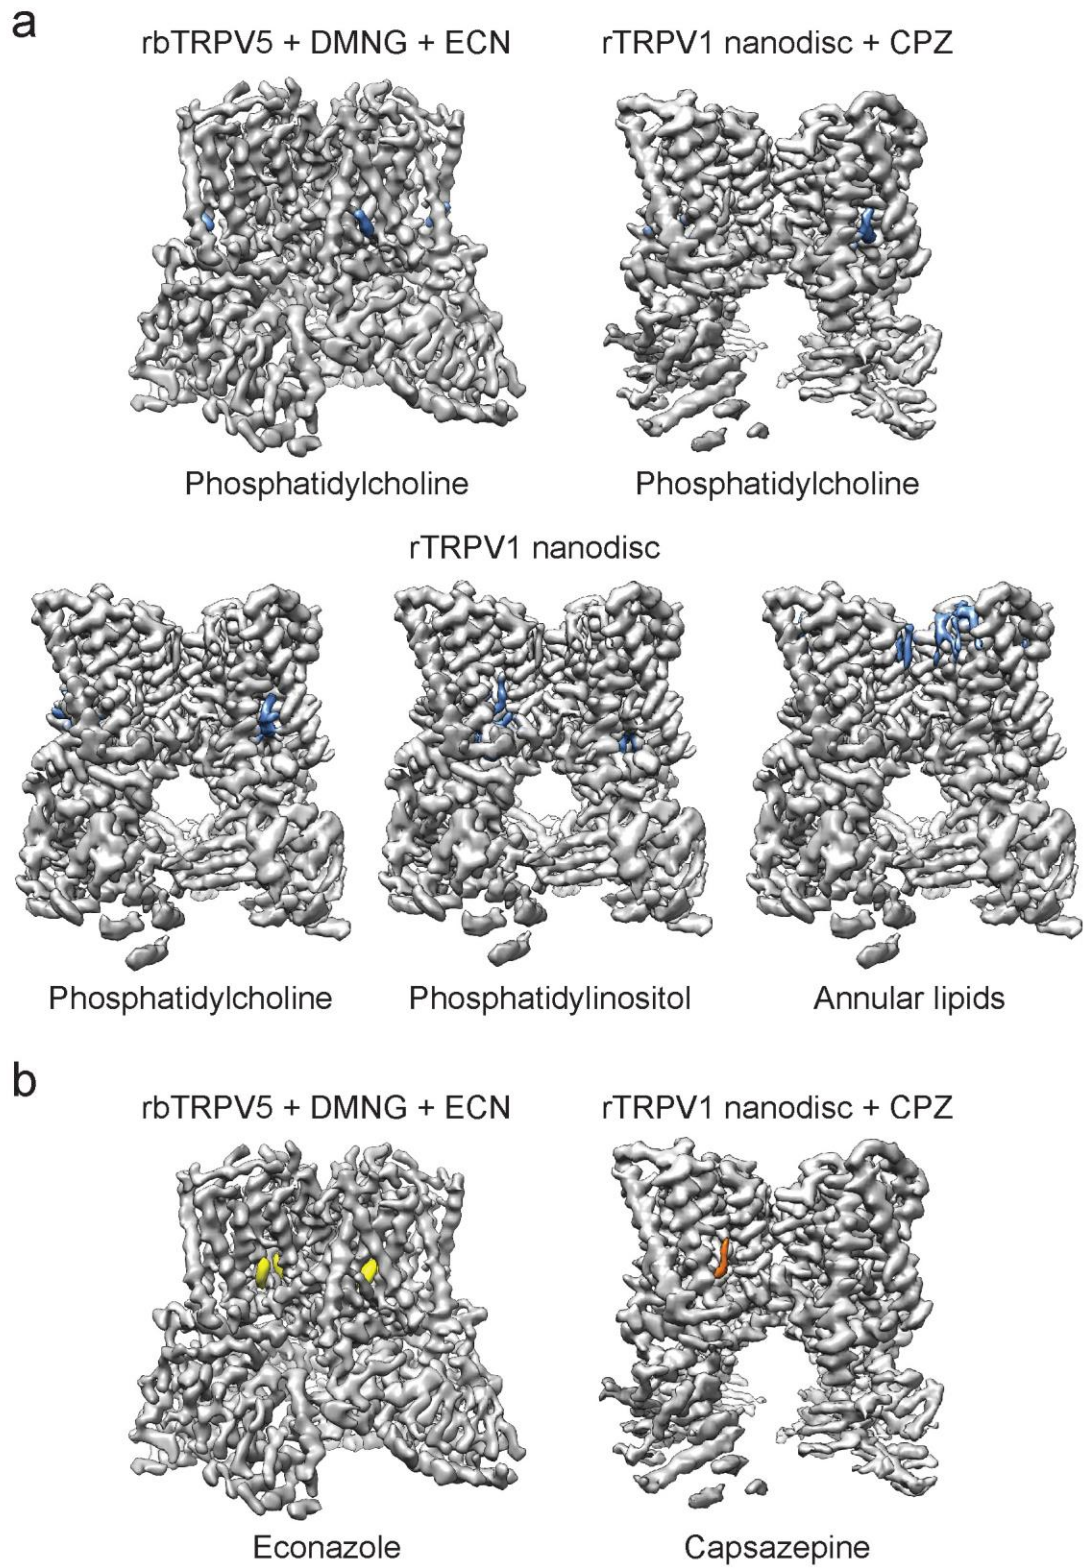 a
rbTRPV5 + DMNG + ECN
rTRPV1 nanodisc + CPZ
Phosphatidylcholine
Phosphatidylcholine
rTRPV1 nanodisc
Phosphatidylcholine
Phosphatidylinositol
Annular lipids
b
rbTRPV5 + DMNG + ECN
rTRPV1 nanodisc + CPZ
Econazole
Capsazepine